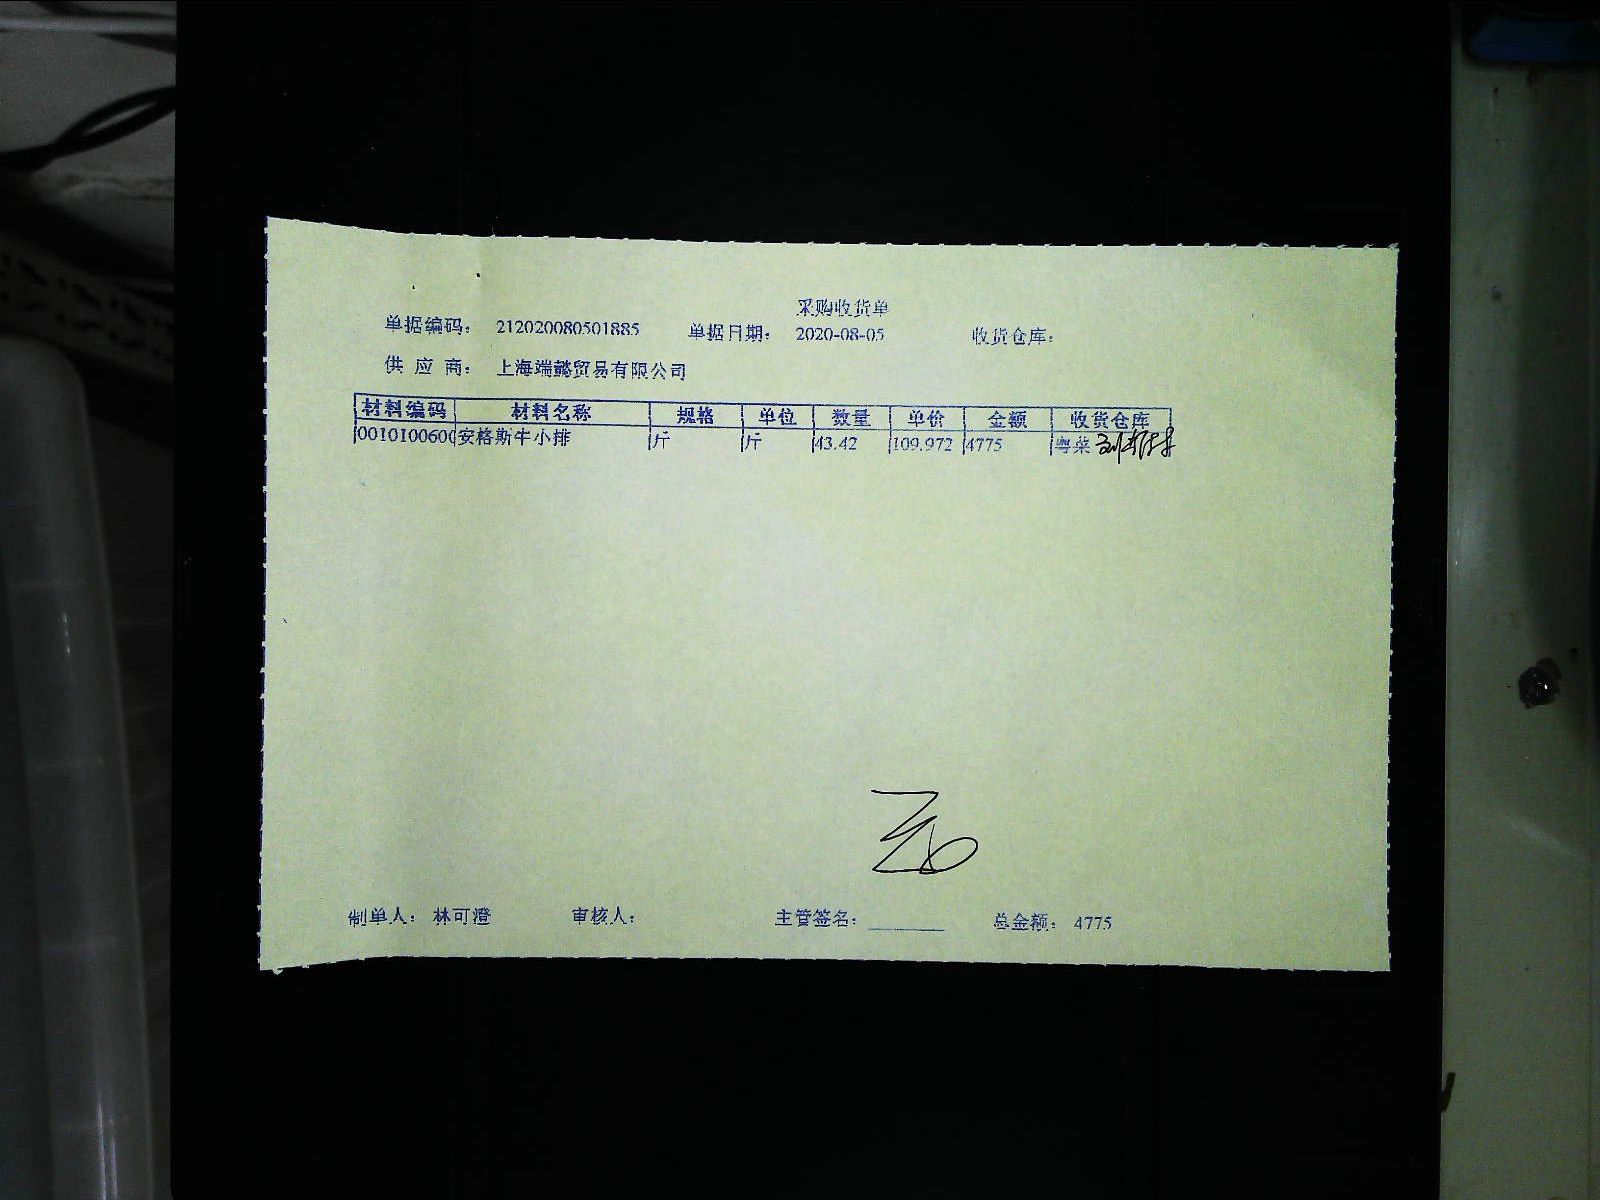 采购收货单
单据编码： 212020080501885 单据日期： 2020-08-05 收货仓库：
供 应 商： 上海端懿贸易有限公司
材料编码 材料名称 规格 单位 数量 单价 金额 收货仓库
0010100600 安格斯牛小排 斤 斤 43.42 109.972 4775 粤菜
制单人： 林可澄 审核人： 主管签名： 总金额： 4775